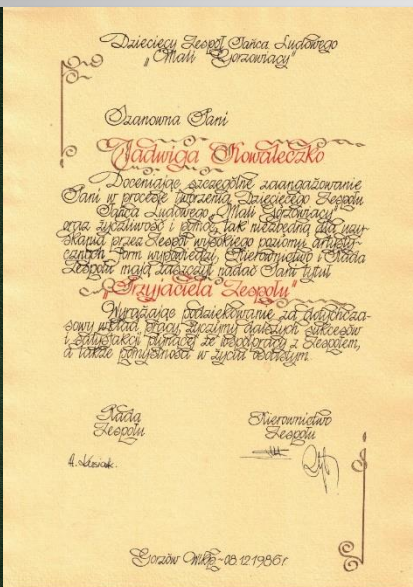 Dziecięcy Zespół Tańca Ludowego
"Mali Gorzowiacy"
Szanowna Pani
Jadwiga Kowaleczko
Doceniając szczególne zaangażowanie
Pani w procesie tworzenia Dziecięcego Zespołu
Tańca Ludowego "Mali Gorzowiacy"
oraz życzliwość i pomoc tak niezbędną dla uzy-
skania przez Zespół wysokiego poziomu artysty-
cznych form wypowiedzi, Kierownictwo i Rada
Zespołu mają zaszczyt nadać Pani tytuł
"Przyjaciela Zespołu"
Wyrażając podziękowanie za dotychcza-
sowy wkład pracy, życzymy dalszych sukcesów
i satysfakcji płynącej ze współpracy z Zespołem,
a także pomyślności w życiu osobistym.
Rada
Zespołu
Kierownictwo
Zespołu
Gorzów Wlkp. - 08.12.1986 r.